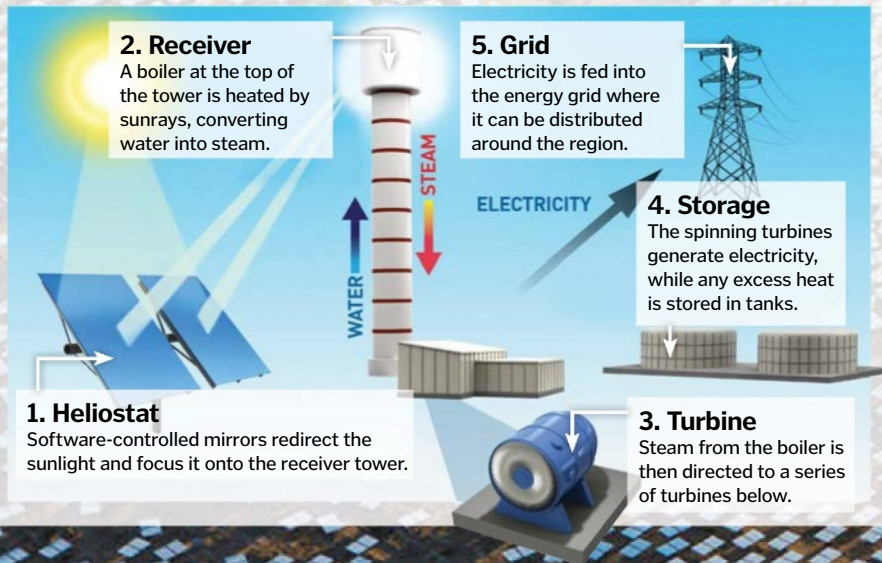 2. Receiver
A boiler at the top of
the tower is heated by
sunrays, converting
water into steam.
5. Grid
Electricity is fed into
the energy grid where
it can be distributed
around the region.
STEAM
WATER
ELECTRICITY
4. Storage
The spinning turbines
generate electricity,
while any excess heat
is stored in tanks.
1. Heliostat
Software-controlled mirrors redirect the
sunlight and focus it onto the receiver tower.
3. Turbine
Steam from the boiler is
then directed to a series
of turbines below.